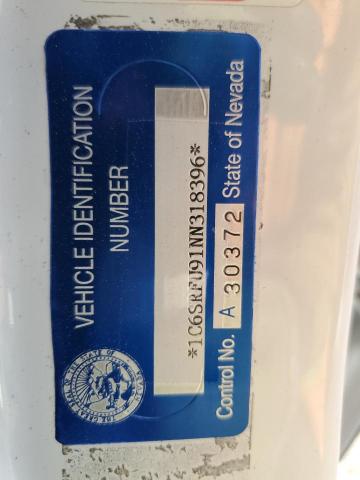 VEHICLE IDENTIFICATION
NUMBER
*1C6SRFU91NN318396*
Control No. A 30372 State of Nevada